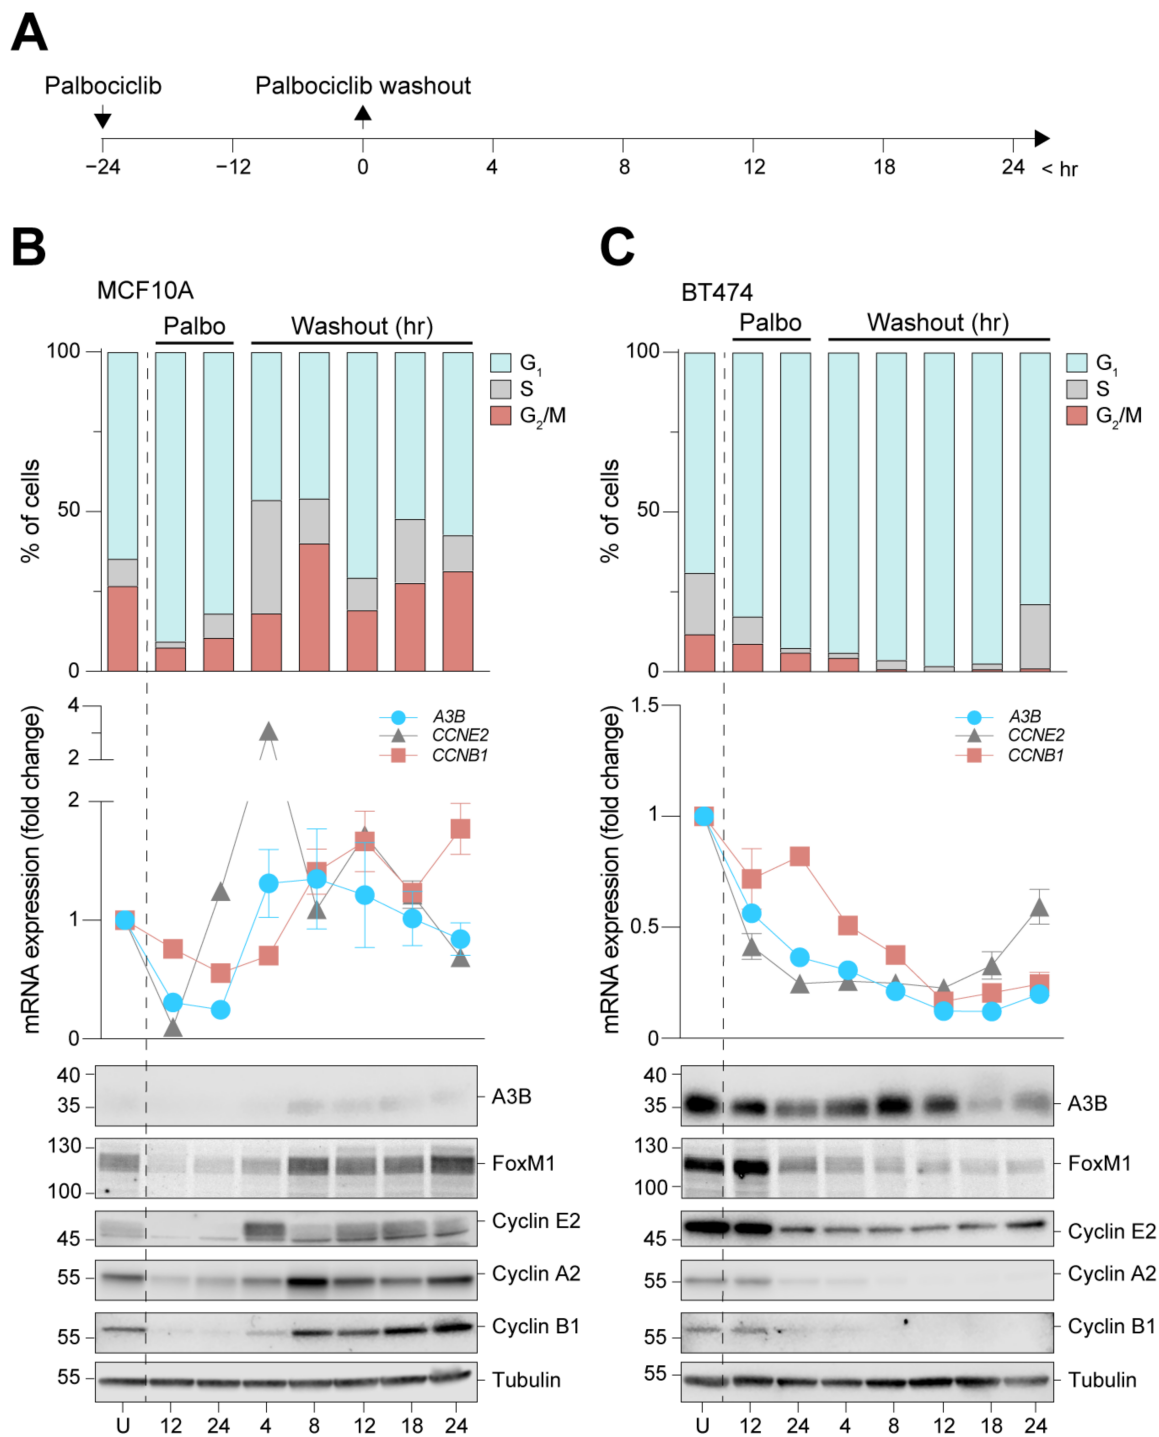 A
Palbociclib
Palbociclib washout
−24 −12 0 4 8 12 18 24 < hr
B
MCF10A
Palbo Washout (hr)
100
50
0
% of cells
G1
S
G2/M
4
2
2
1
0
mRNA expression (fold change)
A3B
CCNE2
CCNB1
40
35
A3B
130
100
FoxM1
45
Cyclin E2
55
Cyclin A2
55
Cyclin B1
55
Tubulin
U 12 24 4 8 12 18 24
C
BT474
Palbo Washout (hr)
100
50
0
% of cells
G1
S
G2/M
1.5
1
0.5
0
mRNA expression (fold change)
A3B
CCNE2
CCNB1
40
35
A3B
130
100
FoxM1
45
Cyclin E2
55
Cyclin A2
55
Cyclin B1
55
Tubulin
U 12 24 4 8 12 18 24